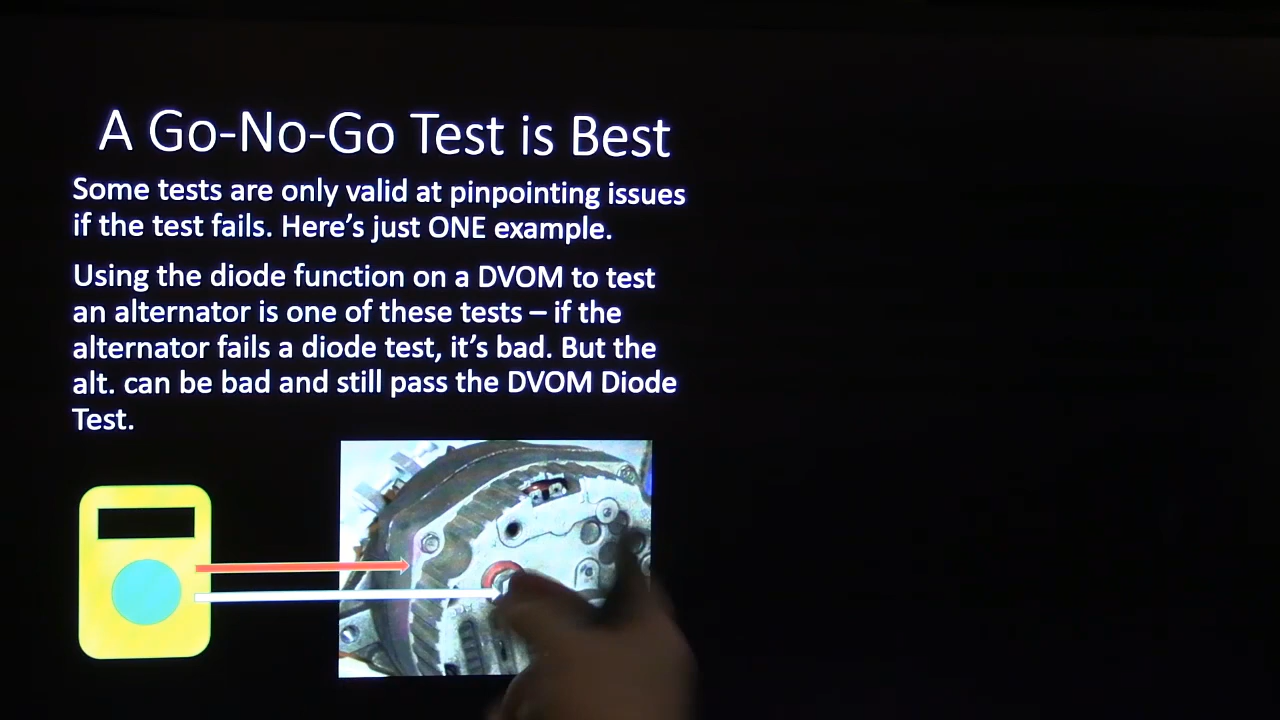 A Go-No-Go Test is Best
Some tests are only valid at pinpointing issues
if the test fails. Here's just ONE example.
Using the diode function on a DVOM to test
an alternator is one of these tests – if the
alternator fails a diode test, it's bad. But the
alt. can be bad and still pass the DVOM Diode
Test.